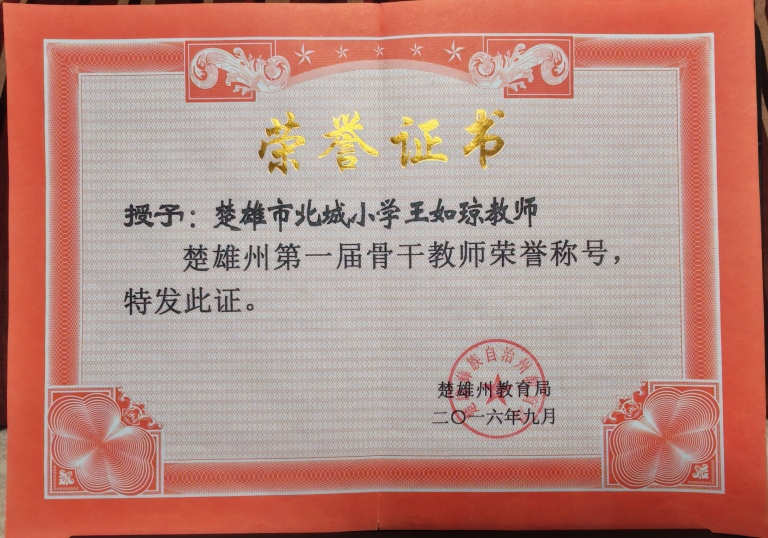 荣誉证书
授予：楚雄市北城小学王如琼教师
楚雄州第一届骨干教师荣誉称号，
特发此证。
楚雄州教育局
二〇一六年九月